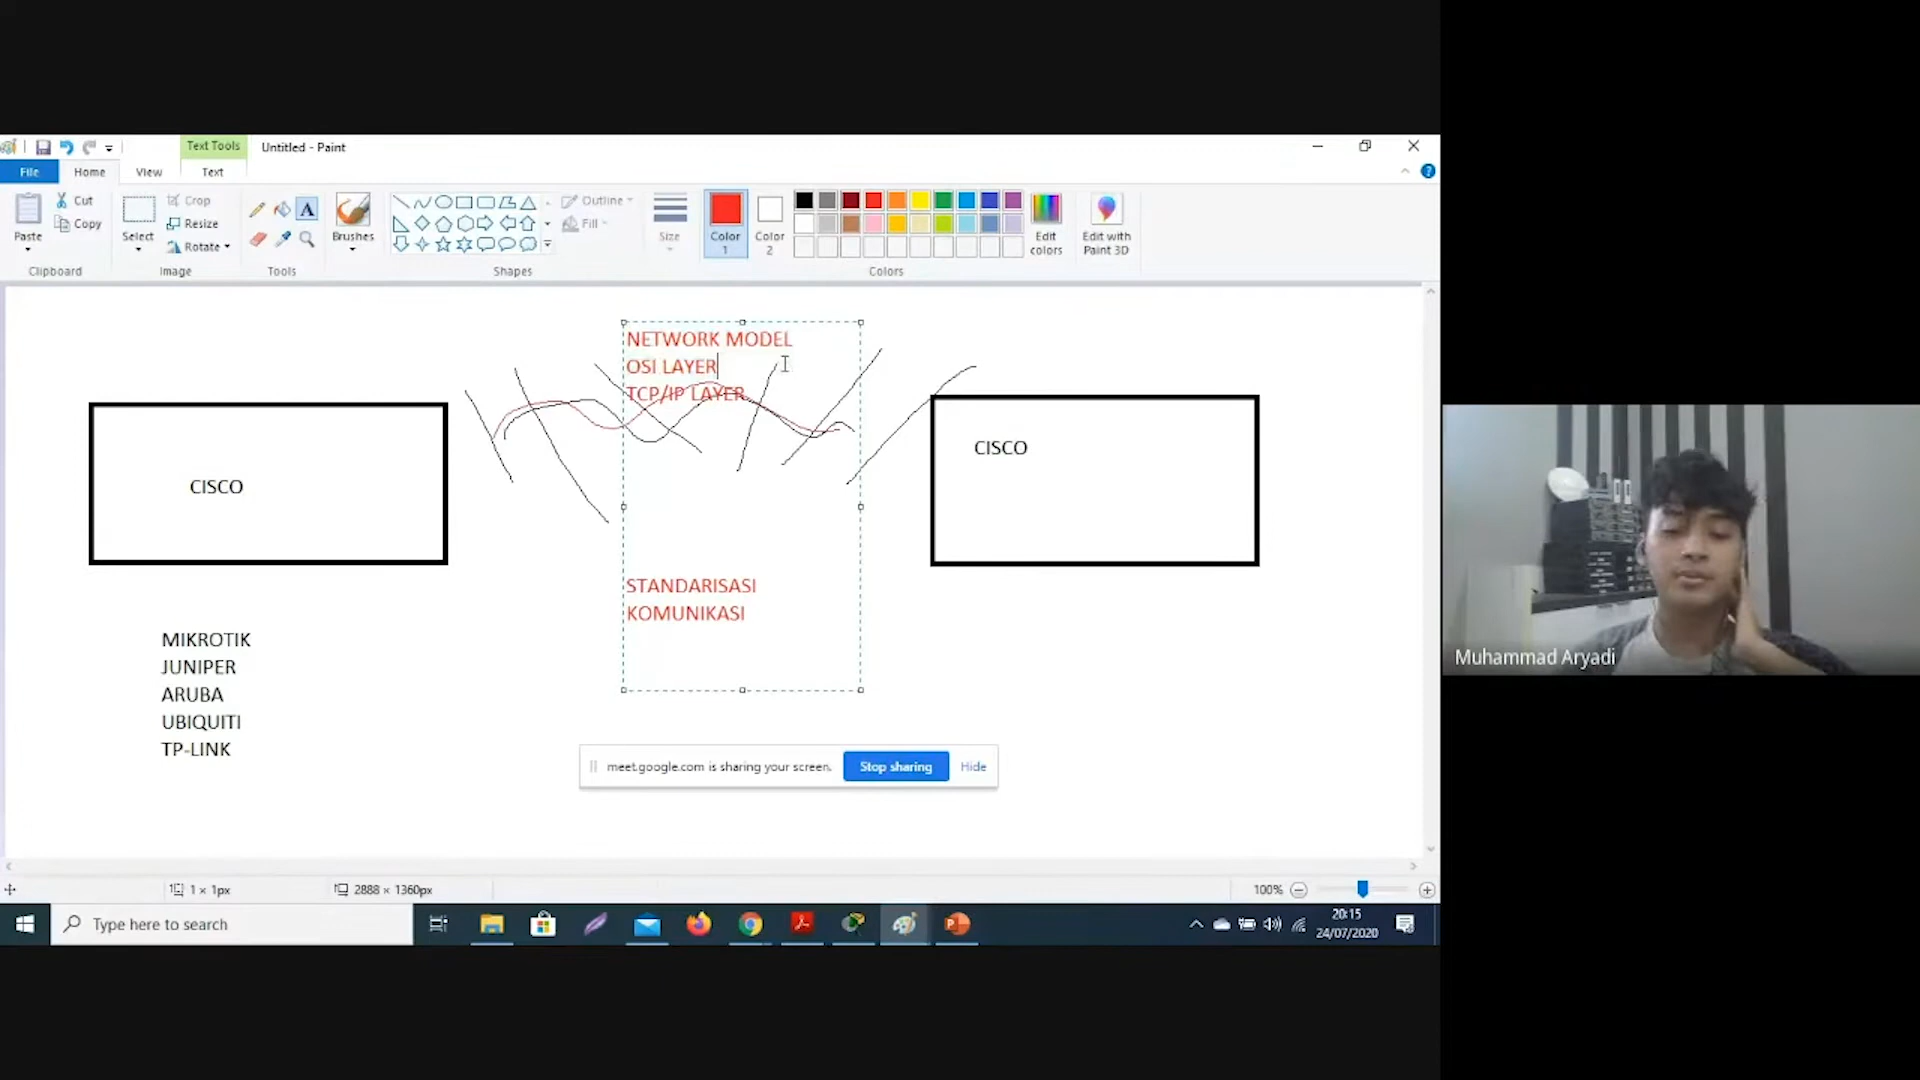 Text Tools
Untitled - Paint
File
Home
View
Text
Paste
Cut
Copy
Clipboard
Select
Crop
Resize
Rotate
Image
Tools
Brushes
Shapes
Outline
Fill
Size
Color
1
Color
2
Colors
Edit
colors
Edit with
Paint 3D
NETWORK MODEL
OSI LAYER
TCP/IP LAYER
CISCO
CISCO
STANDARISASI
KOMUNIKASI
MIKROTIK
JUNIPER
ARUBA
UBIQUITI
TP-LINK
meet.google.com is sharing your screen.
Stop sharing
Hide
Muhammad Aryadi
1 × 1px
2888 × 1360px
100%
Type here to search
20:15
24/07/2020